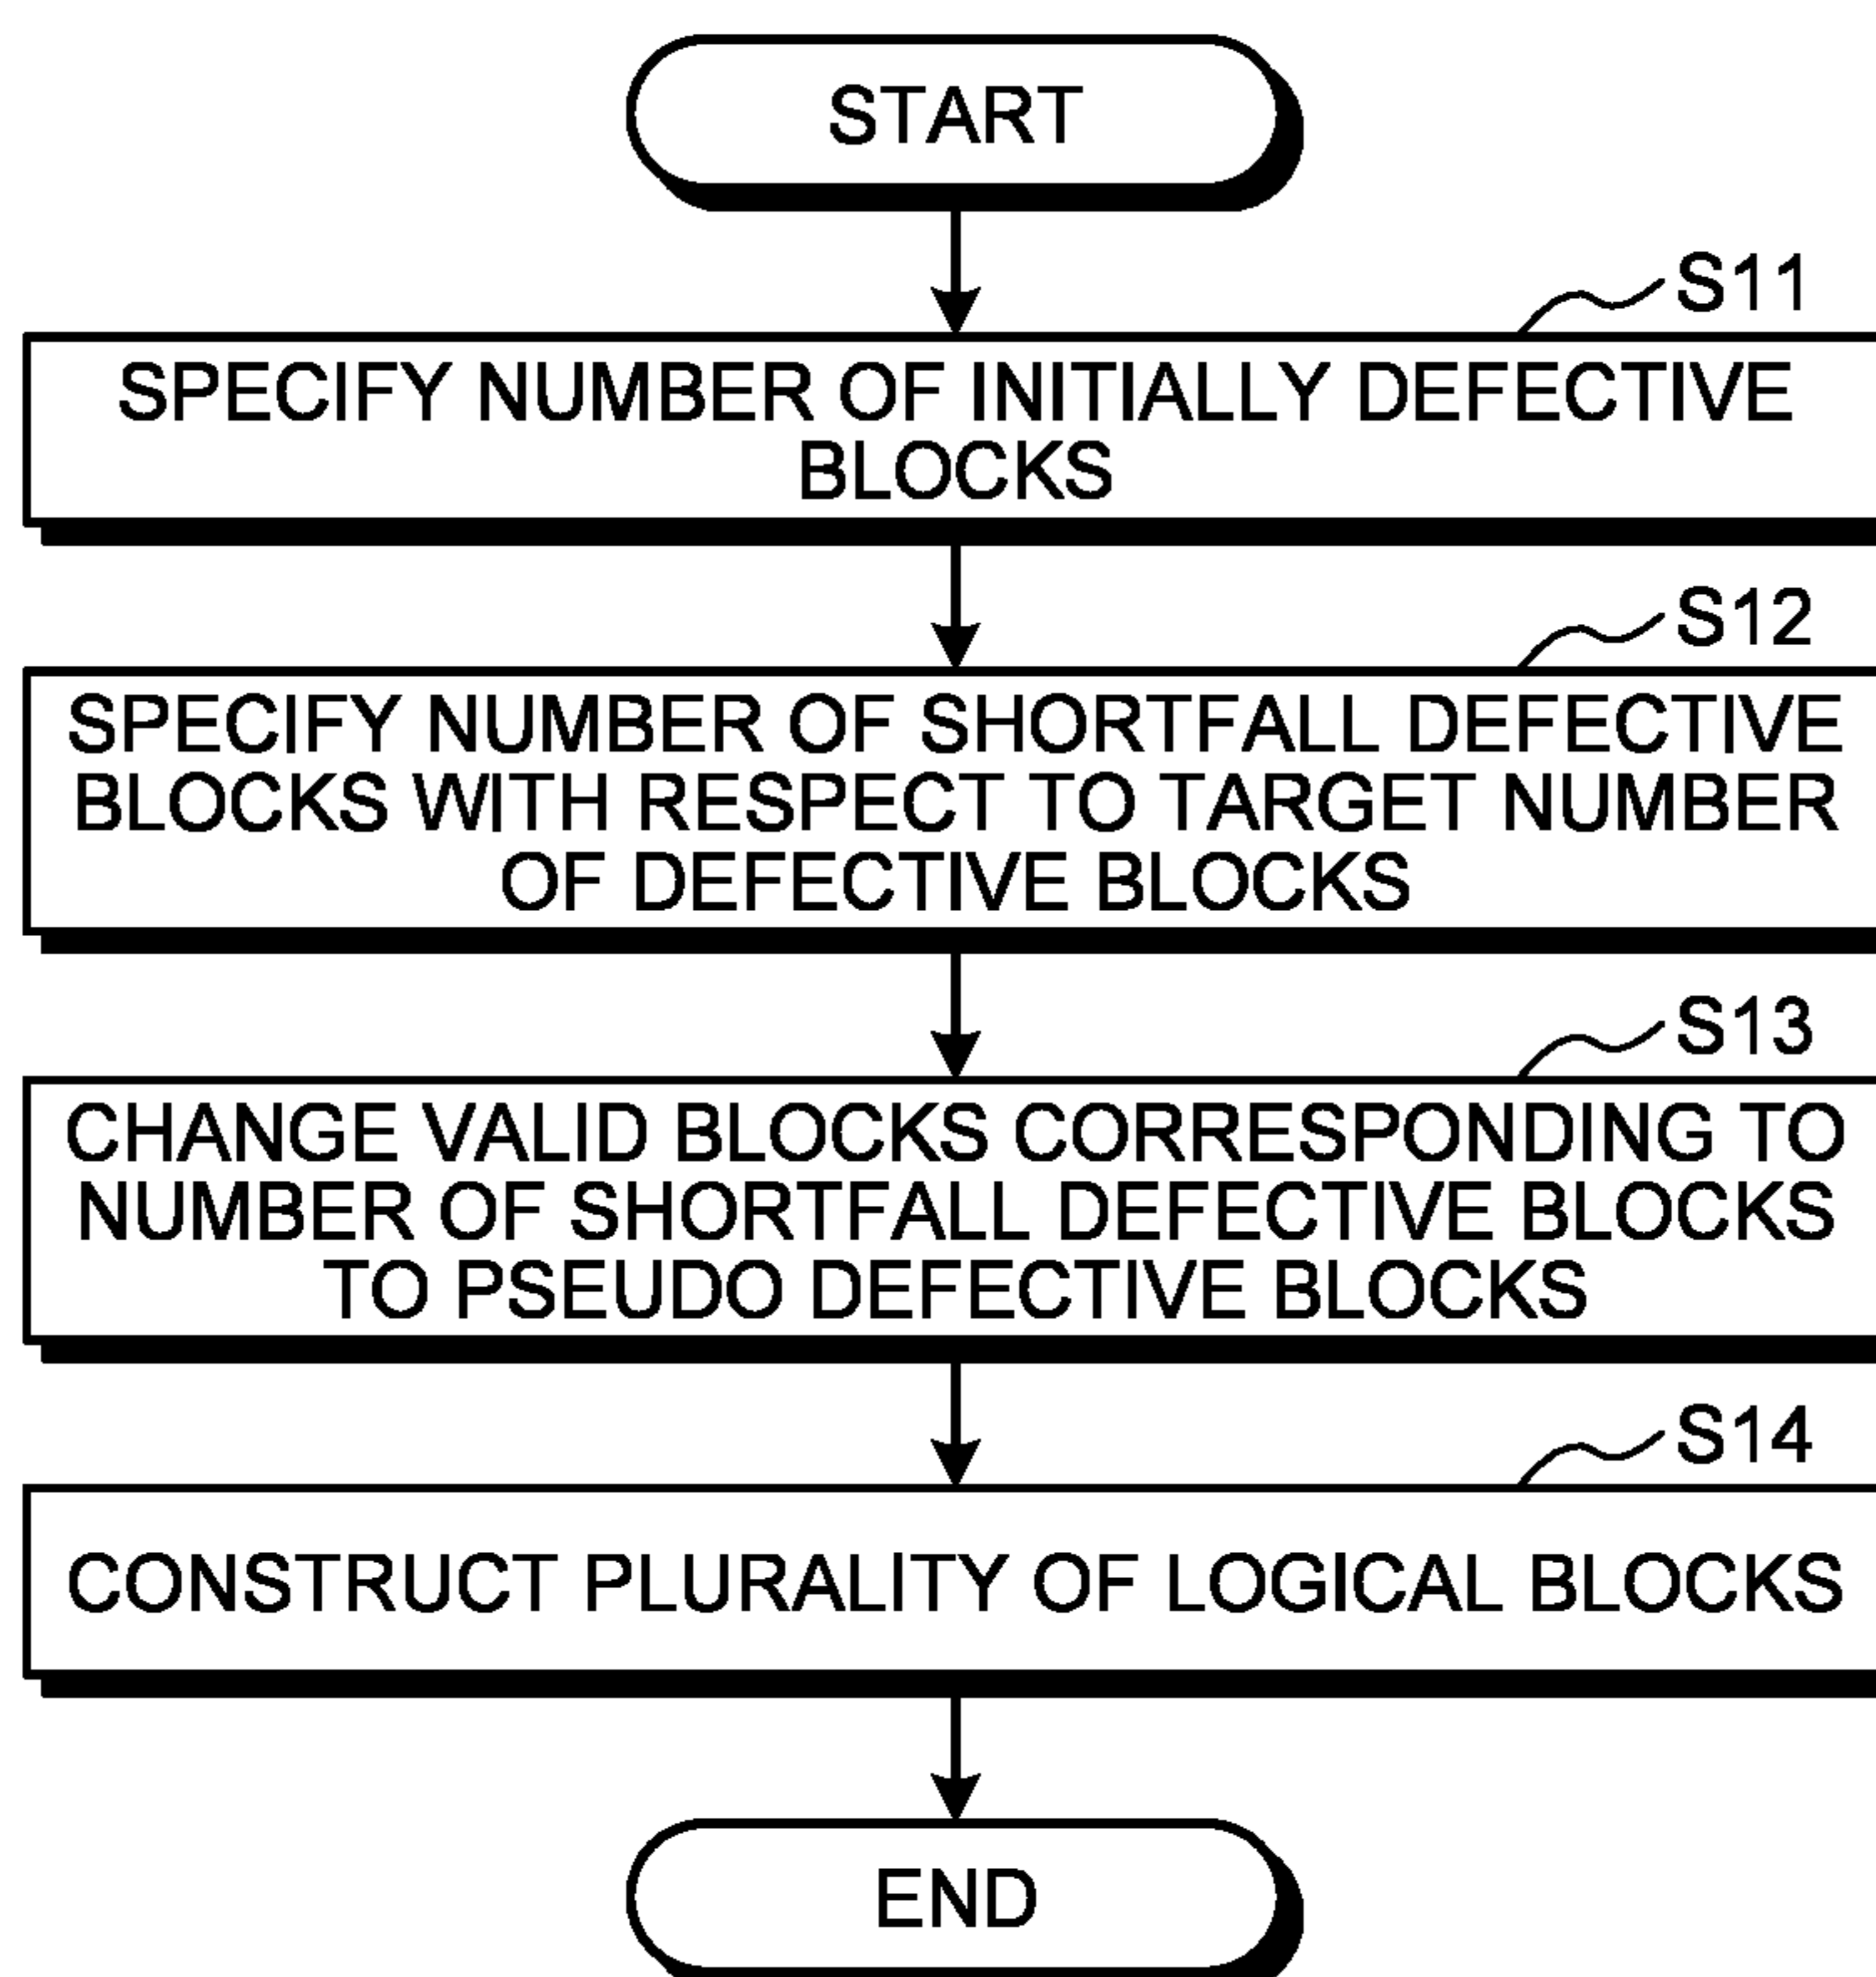 START
S11
SPECIFY NUMBER OF INITIALLY DEFECTIVE
BLOCKS
S12
SPECIFY NUMBER OF SHORTFALL DEFECTIVE
BLOCKS WITH RESPECT TO TARGET NUMBER
OF DEFECTIVE BLOCKS
S13
CHANGE VALID BLOCKS CORRESPONDING TO
NUMBER OF SHORTFALL DEFECTIVE BLOCKS
TO PSEUDO DEFECTIVE BLOCKS
S14
CONSTRUCT PLURALITY OF LOGICAL BLOCKS
END